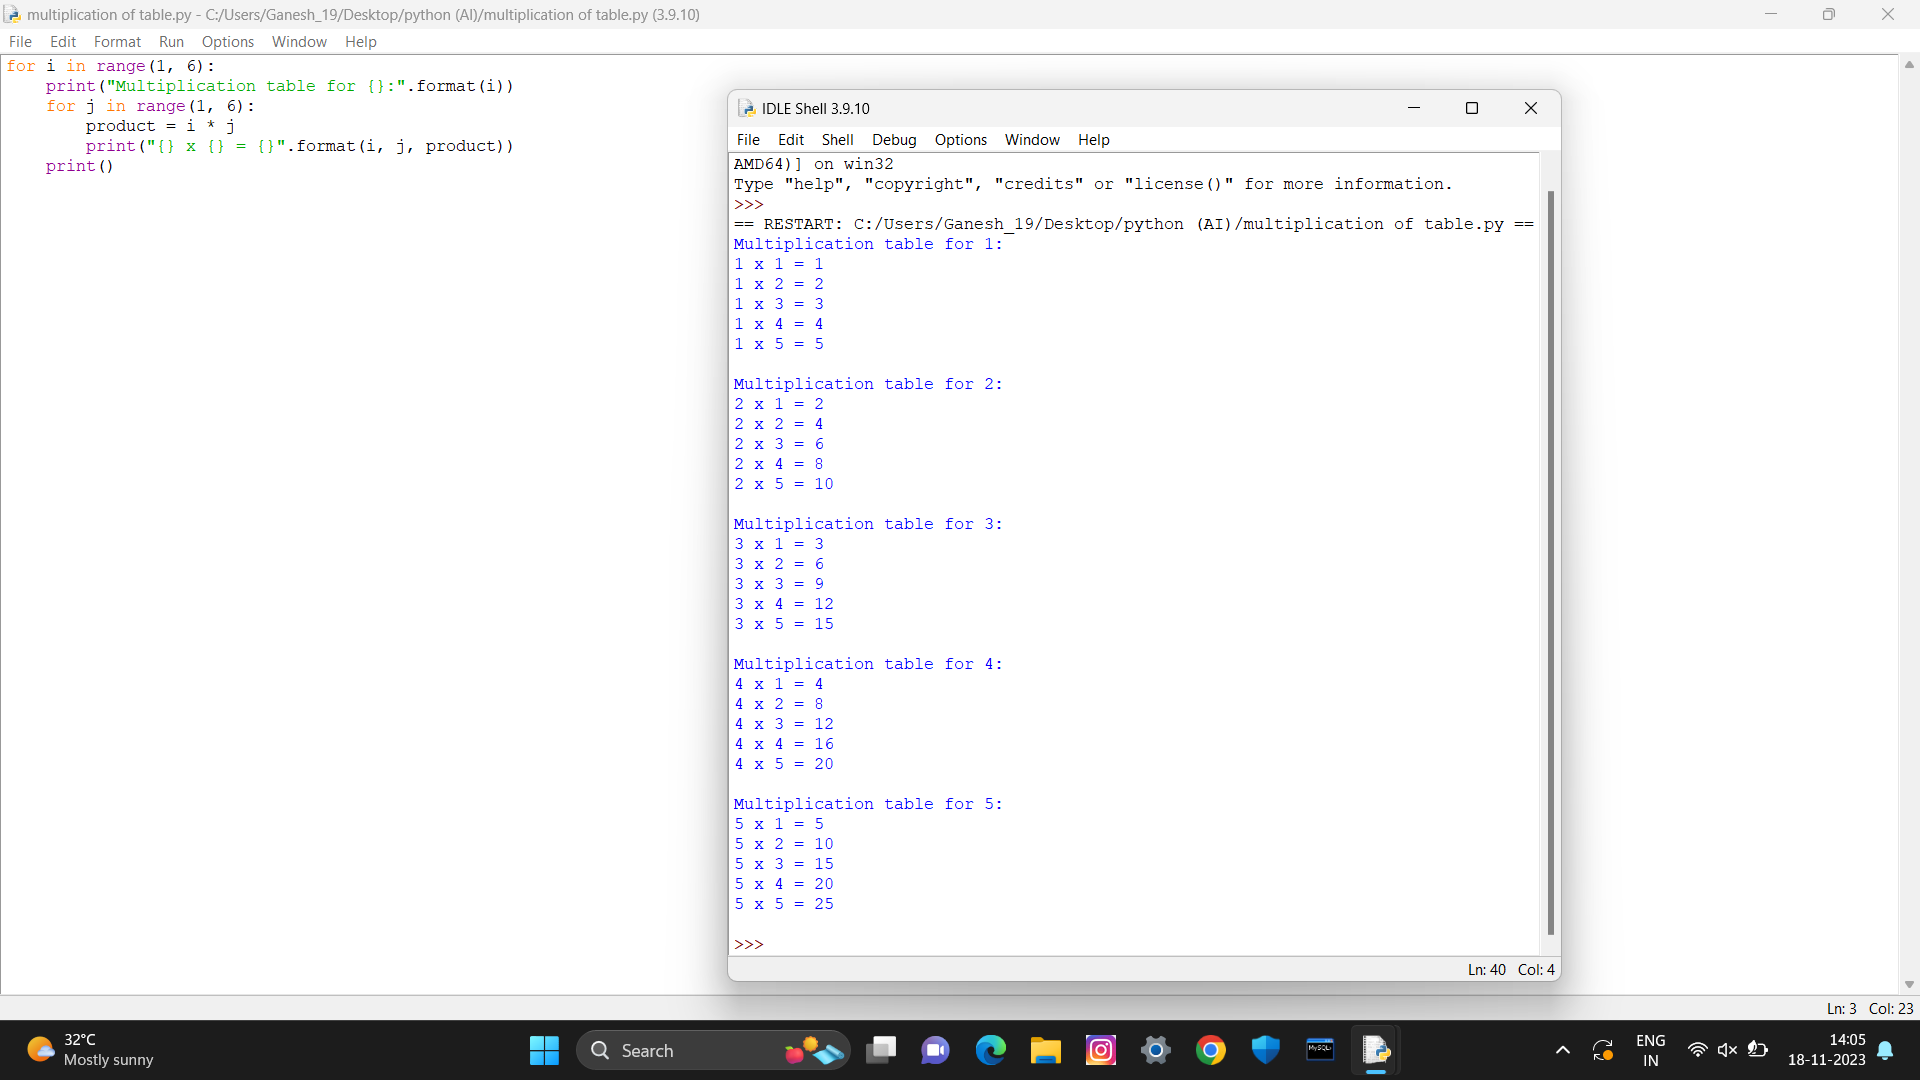 multiplication of table.py - C:/Users/Ganesh_19/Desktop/python (AI)/multiplication of table.py (3.9.10)
File Edit Format Run Options Window Help
for i in range(1, 6):
    print("Multiplication table for {}:".format(i))
    for j in range(1, 6):
        product = i * j
        print("{} x {} = {}".format(i, j, product))
    print()
IDLE Shell 3.9.10
File Edit Shell Debug Options Window Help
AMD64)] on win32
Type "help", "copyright", "credits" or "license()" for more information.
>>>
== RESTART: C:/Users/Ganesh_19/Desktop/python (AI)/multiplication of table.py ==
Multiplication table for 1:
1 x 1 = 1
1 x 2 = 2
1 x 3 = 3
1 x 4 = 4
1 x 5 = 5

Multiplication table for 2:
2 x 1 = 2
2 x 2 = 4
2 x 3 = 6
2 x 4 = 8
2 x 5 = 10

Multiplication table for 3:
3 x 1 = 3
3 x 2 = 6
3 x 3 = 9
3 x 4 = 12
3 x 5 = 15

Multiplication table for 4:
4 x 1 = 4
4 x 2 = 8
4 x 3 = 12
4 x 4 = 16
4 x 5 = 20

Multiplication table for 5:
5 x 1 = 5
5 x 2 = 10
5 x 3 = 15
5 x 4 = 20
5 x 5 = 25

>>>
Ln: 40 Col: 4
Ln: 3 Col: 23
32°C
Mostly sunny
Search
MySQL
ENG
IN
14:05
18-11-2023